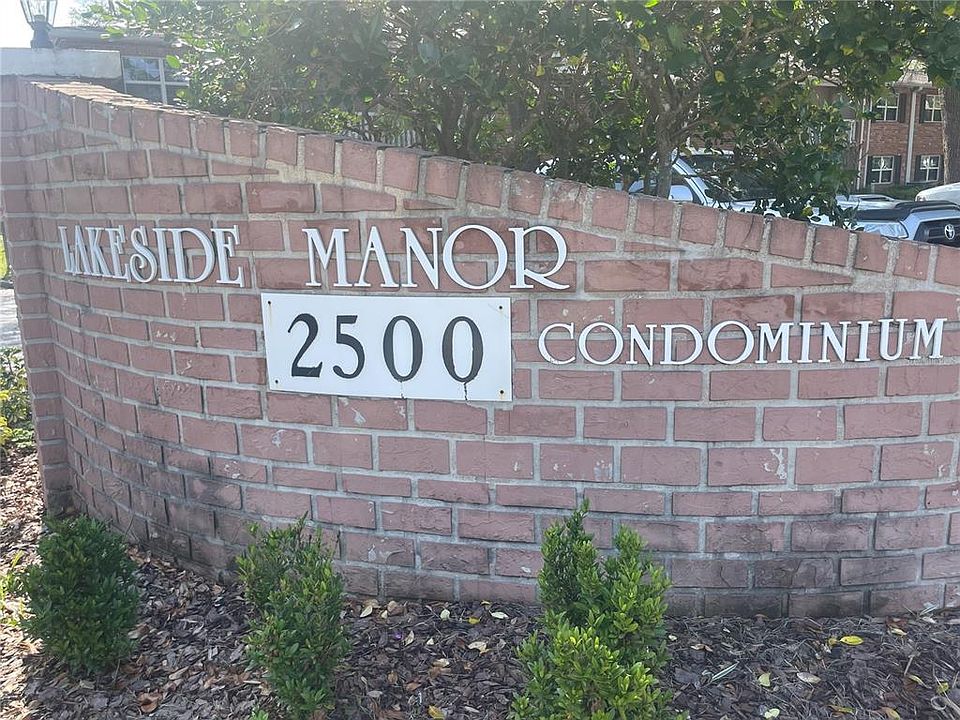 LAKESIDE MANOR
2500 CONDOMINIUM